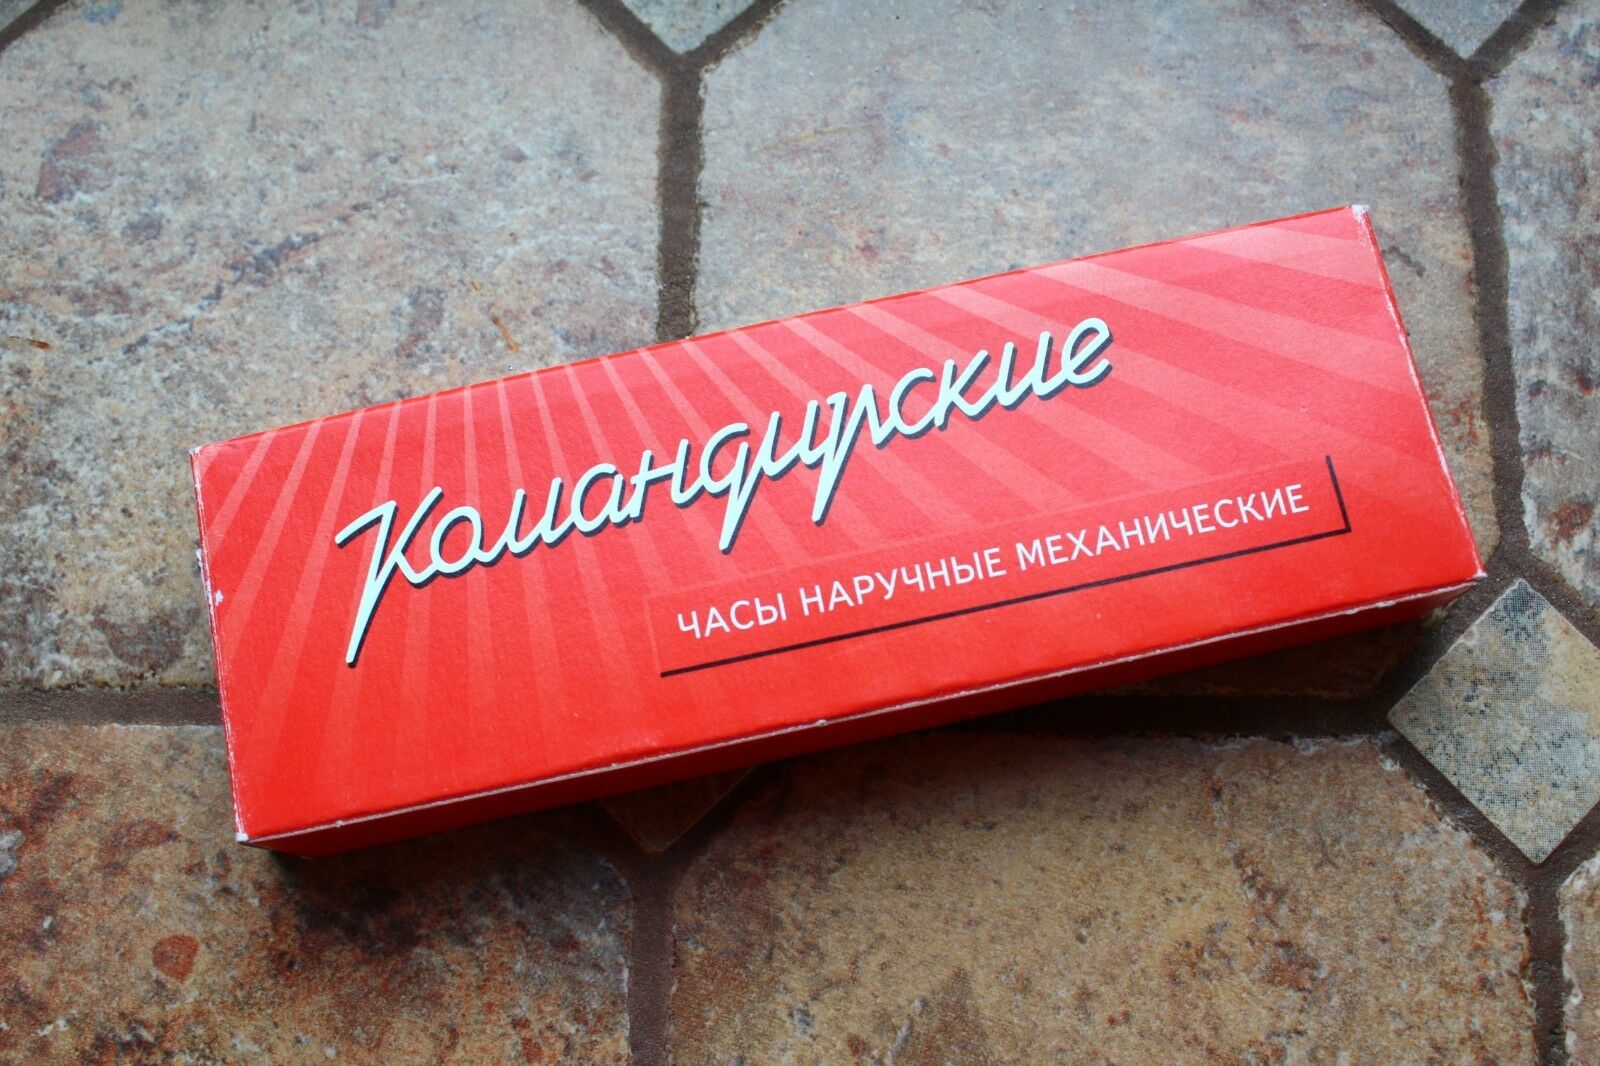 Командирские
ЧАСЫ НАРУЧНЫЕ МЕХАНИЧЕСКИЕ